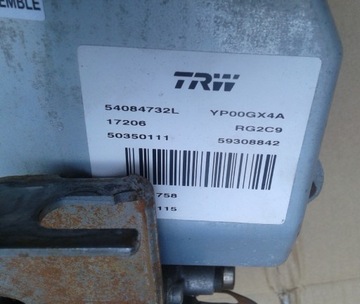 EMBLE
TRW
54084732L YP00GX4A
17206 RG2C9
50350111 59308842
758
115